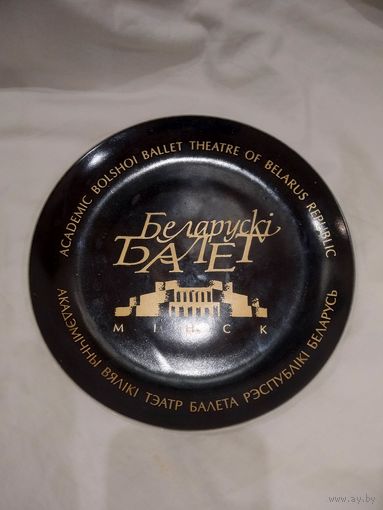 ACADEMIC BOLSHOI BALLET THEATRE OF BELARUS REPUBLIC
Беларускі
БАЛЕТ
МІНСК
АКАДЭМІЧНЫ ВЯЛІКІ ТЭАТР БАЛЕТА РЭСПУБЛІКІ БЕЛАРУСЬ
www.ay.by